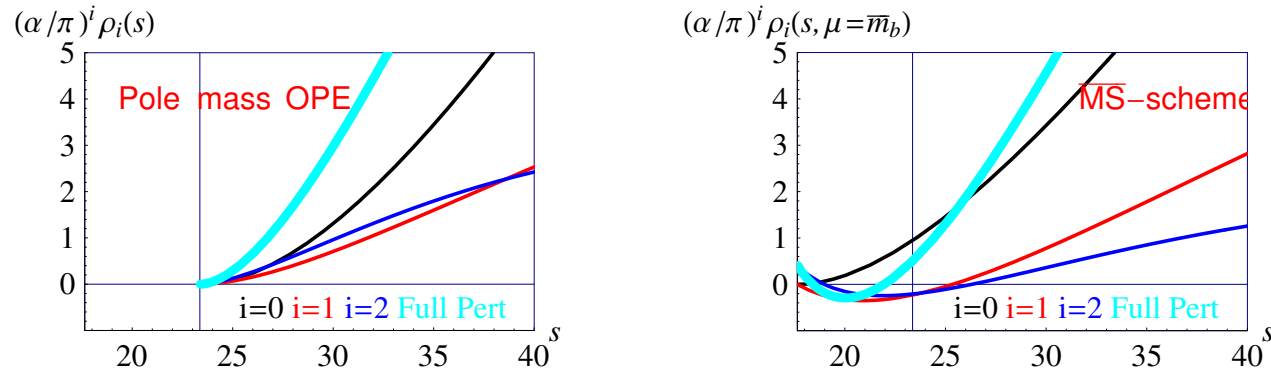 (α/π)^i ρ_i(s)
5
4
3
2
1
0
Pole mass OPE
i=0 i=1 i=2 Full Pert
20 25 30 35 40
s
(α/π)^i ρ_i(s, μ=m̅_b)
5
4
3
2
1
0
M̅S̅-scheme
i=0 i=1 i=2 Full Pert
20 25 30 35 40
s